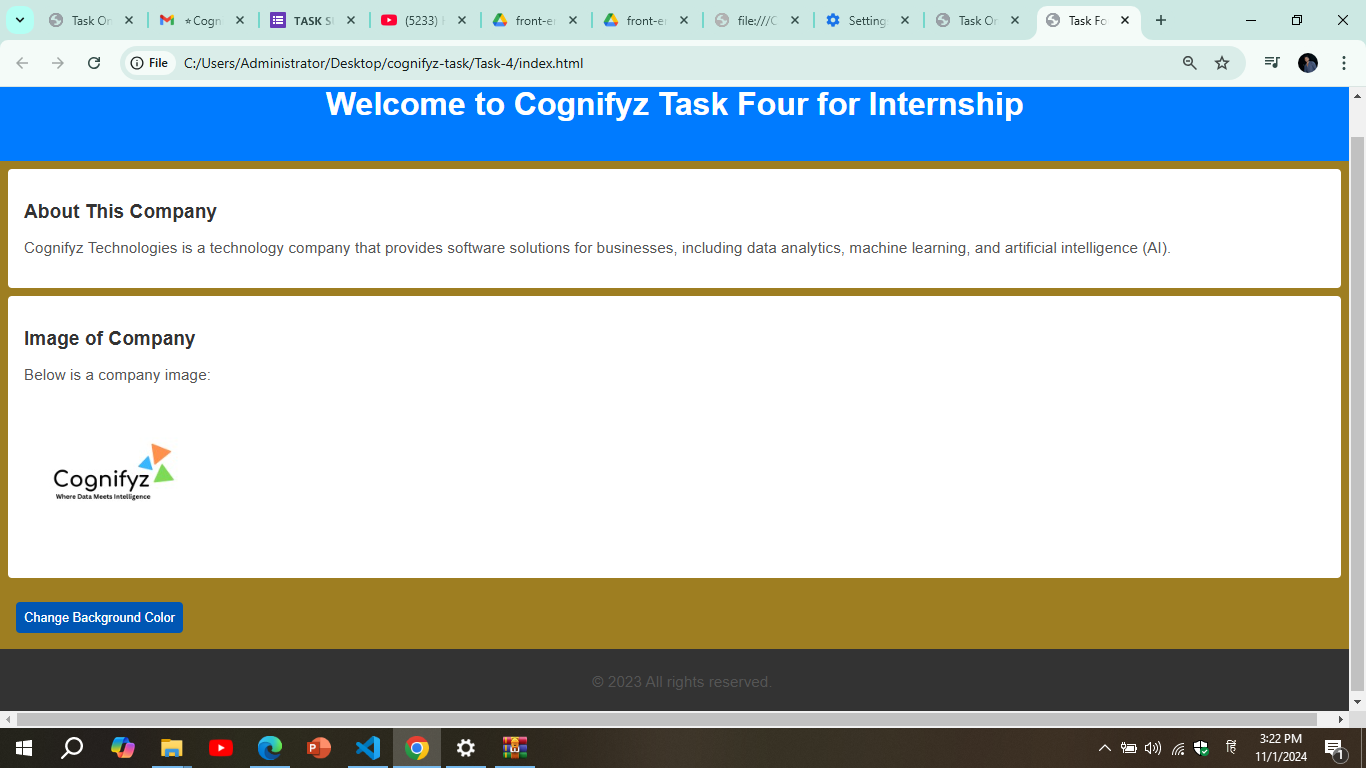 Task On
⭐Cogn
TASK S
(5233)
front-e
front-e
file:///C
Setting
Task On
Task Fo
File
C:/Users/Administrator/Desktop/cognifyz-task/Task-4/index.html
Welcome to Cognifyz Task Four for Internship
About This Company
Cognifyz Technologies is a technology company that provides software solutions for businesses, including data analytics, machine learning, and artificial intelligence (AI).
Image of Company
Below is a company image:
Cognifyz
Where Data Meets Intelligence
Change Background Color
© 2023 All rights reserved.
हिं
3:22 PM
11/1/2024
1